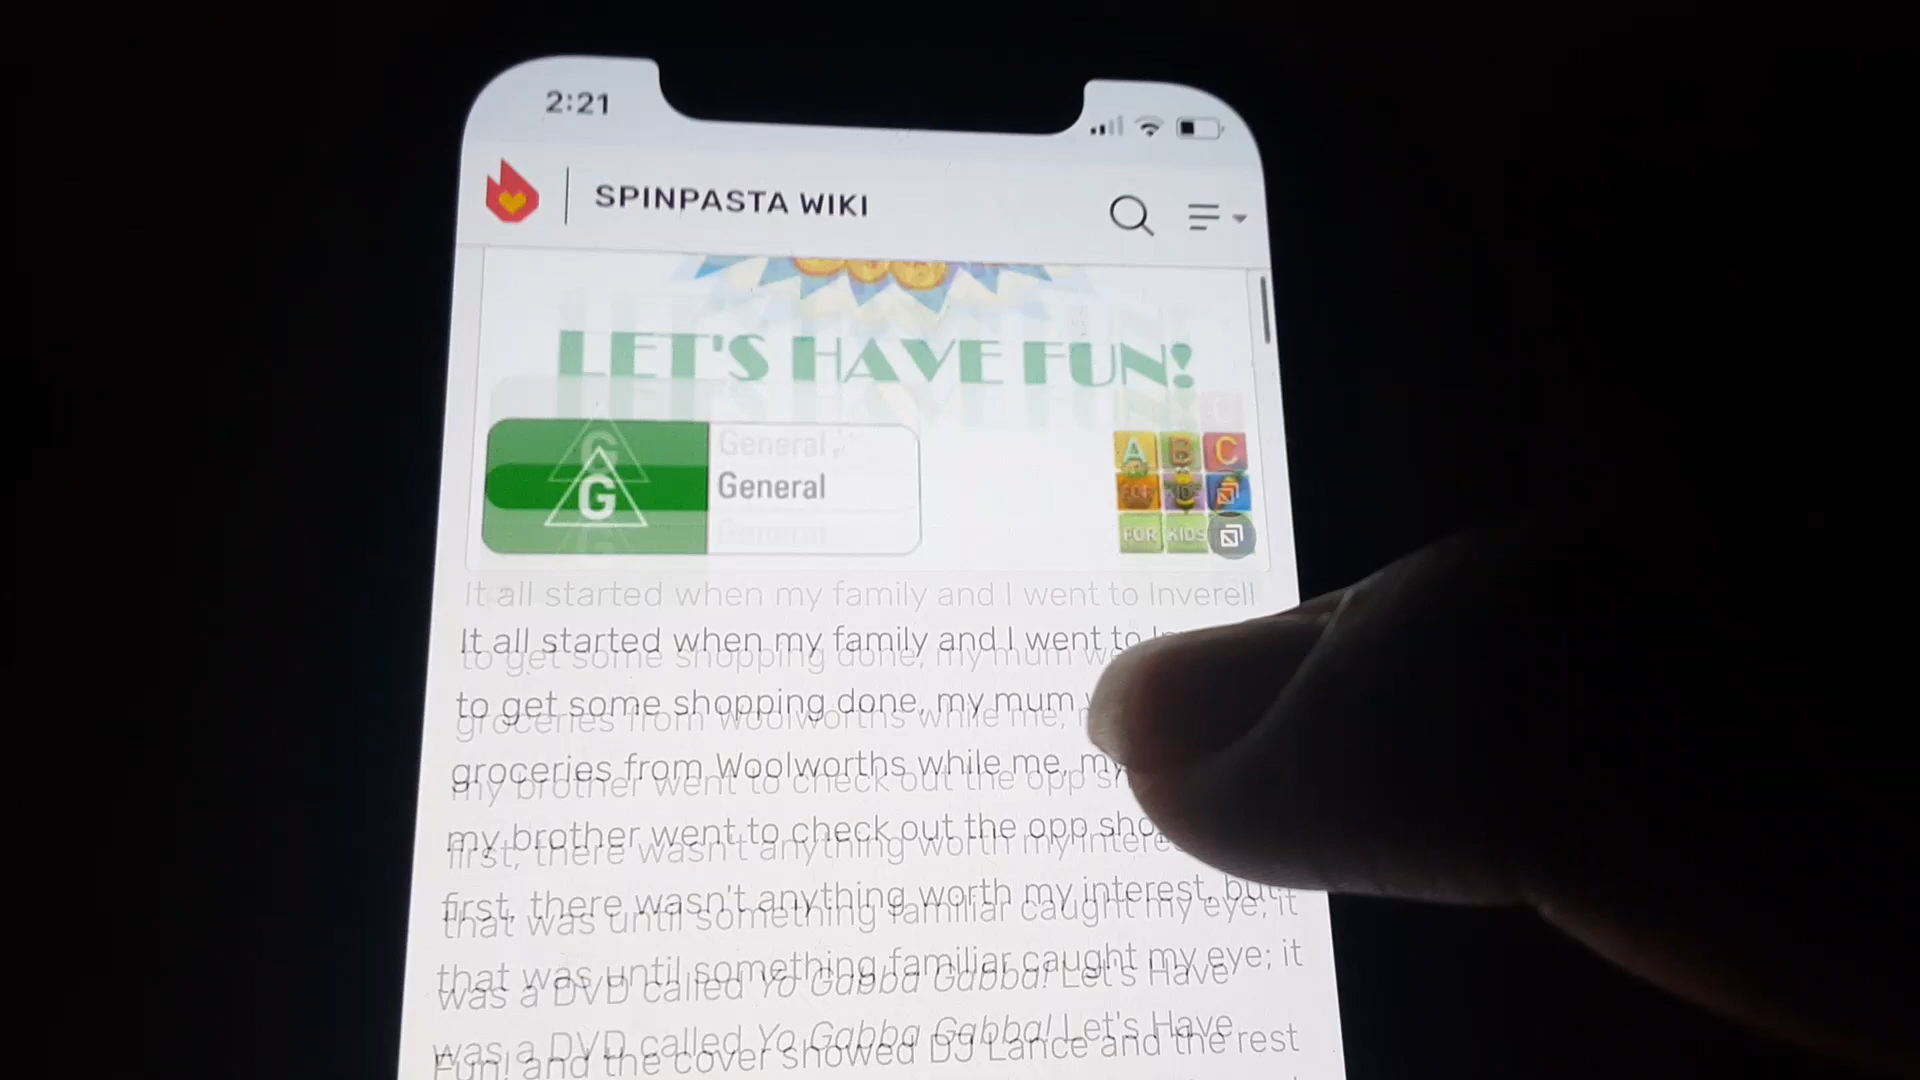 2:21
SPINPASTA WIKI
LET'S HAVE FUN!
G General
A B C
FOR KIDS
It all started when my family and I went to Inverell
to get some shopping done, my mum
groceries from Woolworths while me, my
my brother went to check out the opp sho
first, there wasn't anything worth my interest, but
that was until something familiar caught my eye; it
was a DVD called Yo Gabba Gabba! Let's Have
Fun! and the cover showed DJ Lance and the rest